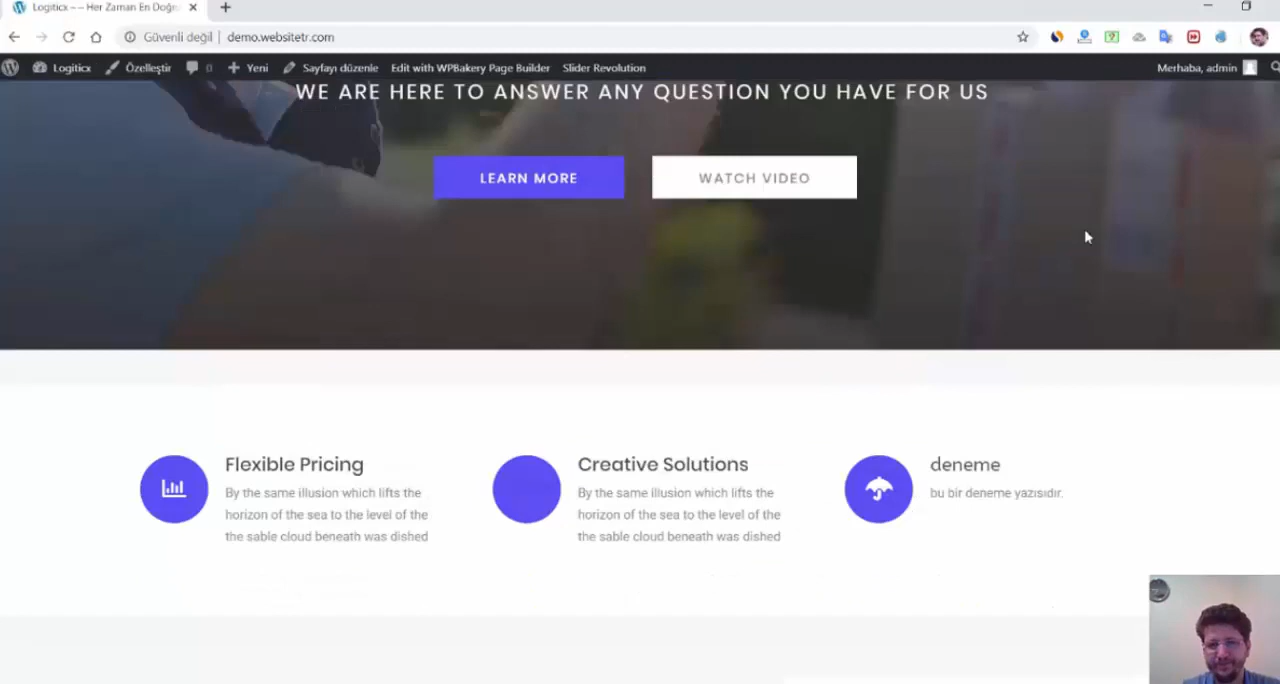 Logiticx – – Her Zaman En Doğru
Güvenli değil | demo.websitetr.com
Logiticx Özelleştir 0 Yeni Sayfayı düzenle Edit with WPBakery Page Builder Slider Revolution Merhaba, admin
WE ARE HERE TO ANSWER ANY QUESTION YOU HAVE FOR US
LEARN MORE WATCH VIDEO
Flexible Pricing
By the same illusion which lifts the
horizon of the sea to the level of the
the sable cloud beneath was dished
Creative Solutions
By the same illusion which lifts the
horizon of the sea to the level of the
the sable cloud beneath was dished
deneme
bu bir deneme yazısıdır.